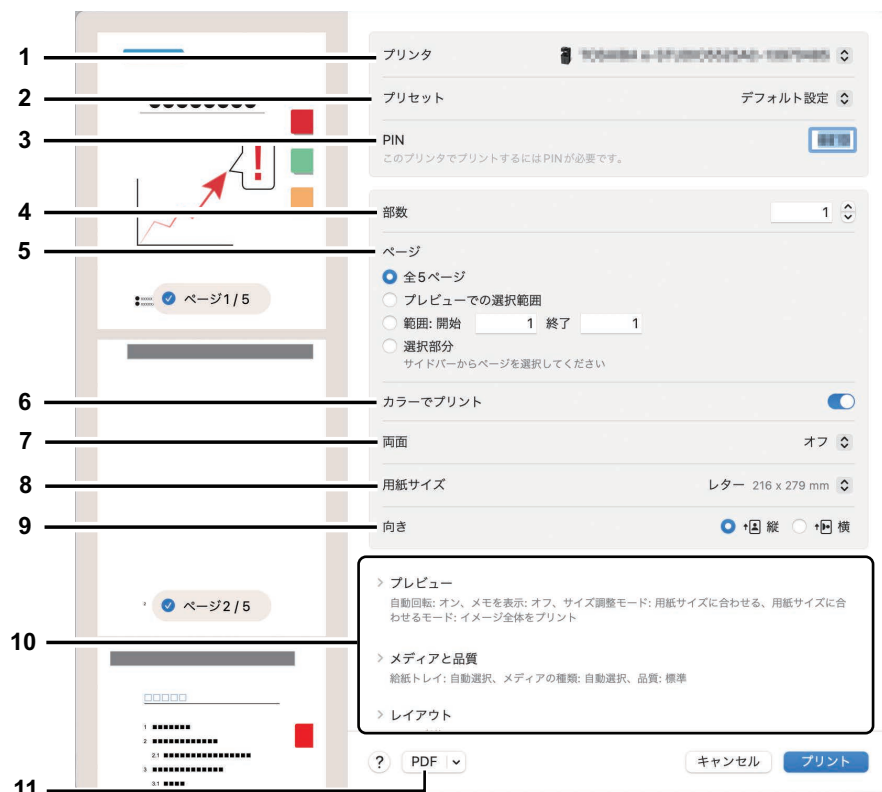 1
プリンタ
2
プリセット
デフォルト設定
3
PIN
このプリンタでプリントするにはPINが必要です。
4
部数
1
5
ページ
全5ページ
プレビューでの選択範囲
範囲: 開始 1 終了 1
選択部分
サイドバーからページを選択してください
!
ページ1 / 5
6
カラーでプリント
7
両面
オフ
8
用紙サイズ
レター 216 x 279 mm
9
向き
縦 横
ページ2 / 5
10
プレビュー
自動回転: オン、メモを表示: オフ、サイズ調整モード: 用紙サイズに合わせる、用紙サイズに合
わせるモード: イメージ全体をプリント
メディアと品質
給紙トレイ: 自動選択、メディアの種類: 自動選択、品質: 標準
レイアウト
1
2
2.1
3
3.1
11
? PDF
キャンセル プリント